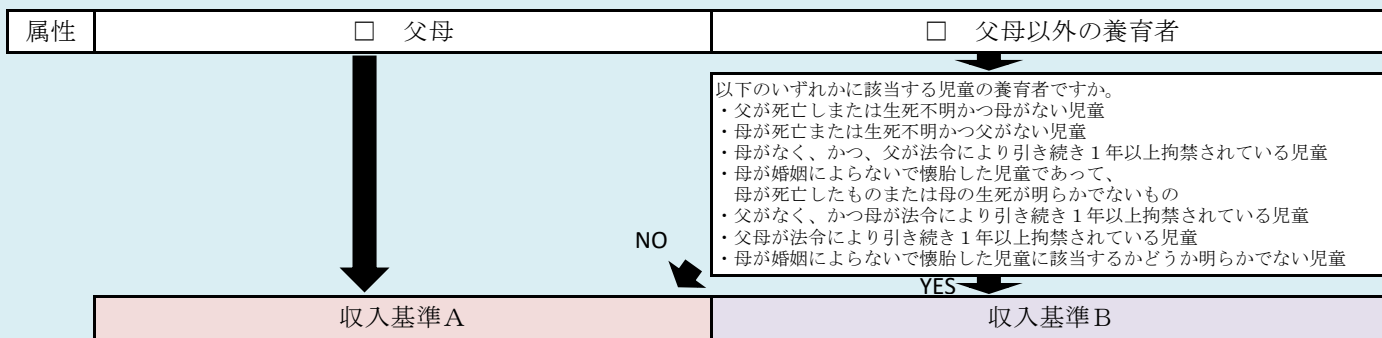 属性
□　父母
□　父母以外の養育者
以下のいずれかに該当する児童の養育者ですか。
・父が死亡しまたは生死不明かつ母がない児童
・母が死亡または生死不明かつ父がない児童
・母がなく、かつ、父が法令により引き続き１年以上拘禁されている児童
・母が婚姻によらないで懐胎した児童であって、
　母が死亡したものまたは母の生死が明らかでないもの
・父がなく、かつ母が法令により引き続き１年以上拘禁されている児童
・父母が法令により引き続き１年以上拘禁されている児童
・母が婚姻によらないで懐胎した児童に該当するかどうか明らかでない児童
NO
YES
収入基準Ａ
収入基準Ｂ